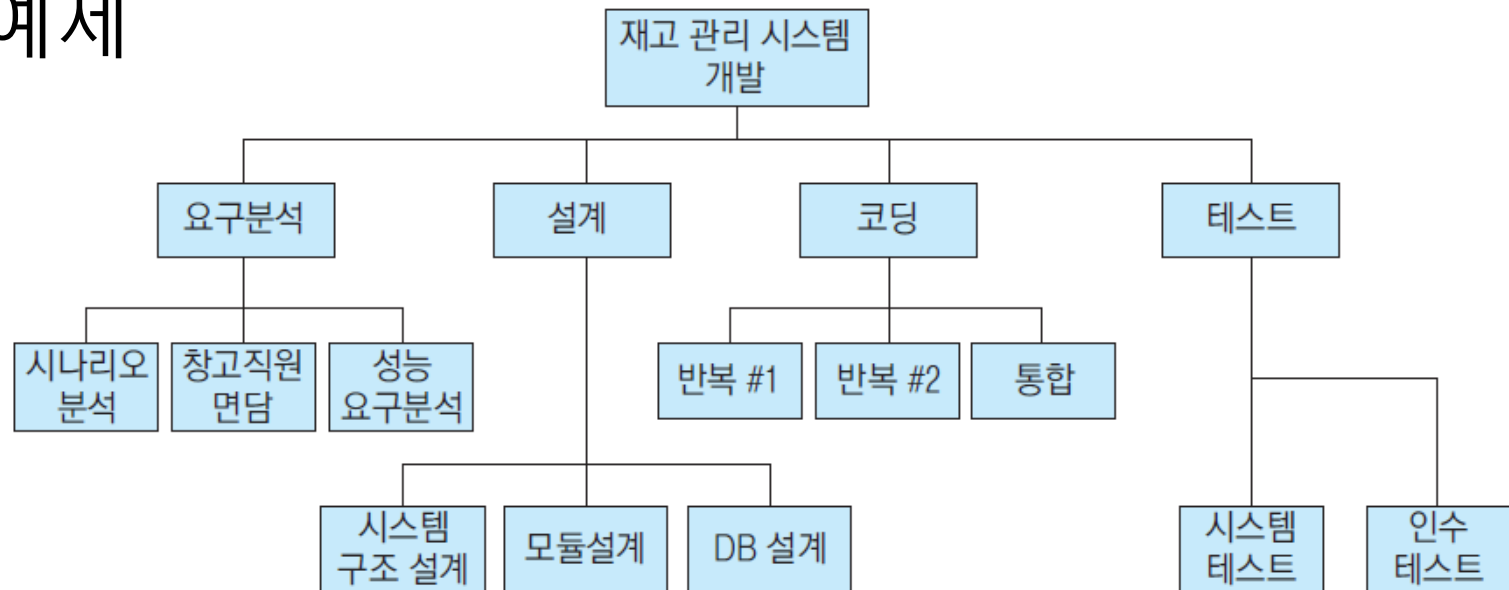 예제
재고 관리 시스템
개발
요구분석
설계
코딩
테스트
시나리오
분석
창고직원
면담
성능
요구분석
반복 #1
반복 #2
통합
시스템
구조 설계
모듈설계
DB 설계
시스템
테스트
인수
테스트